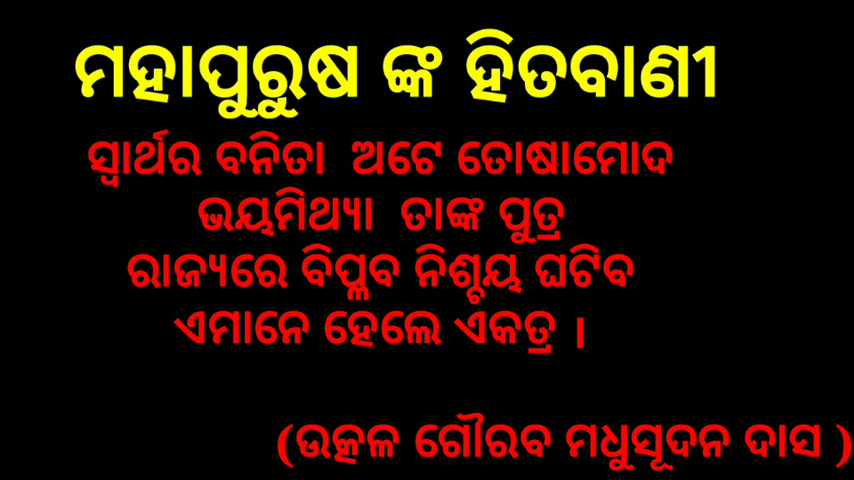 ମହାପୁରୁଷ ଙ୍କ ହିତବାଣୀ
ସ୍ୱାର୍ଥର ବନିତା ଅଟେ ତୋଷାମୋଦ
ଭୟମିଥ୍ୟା ତାଙ୍କ ପୁତ୍ର
ରାଜ୍ୟରେ ବିପ୍ଳବ ନିଶ୍ଚୟ ଘଟିବ
ଏମାନେ ହେଲେ ଏକତ୍ର ।
(ଉତ୍କଳ ଗୌରବ ମଧୁସୂଦନ ଦାସ )